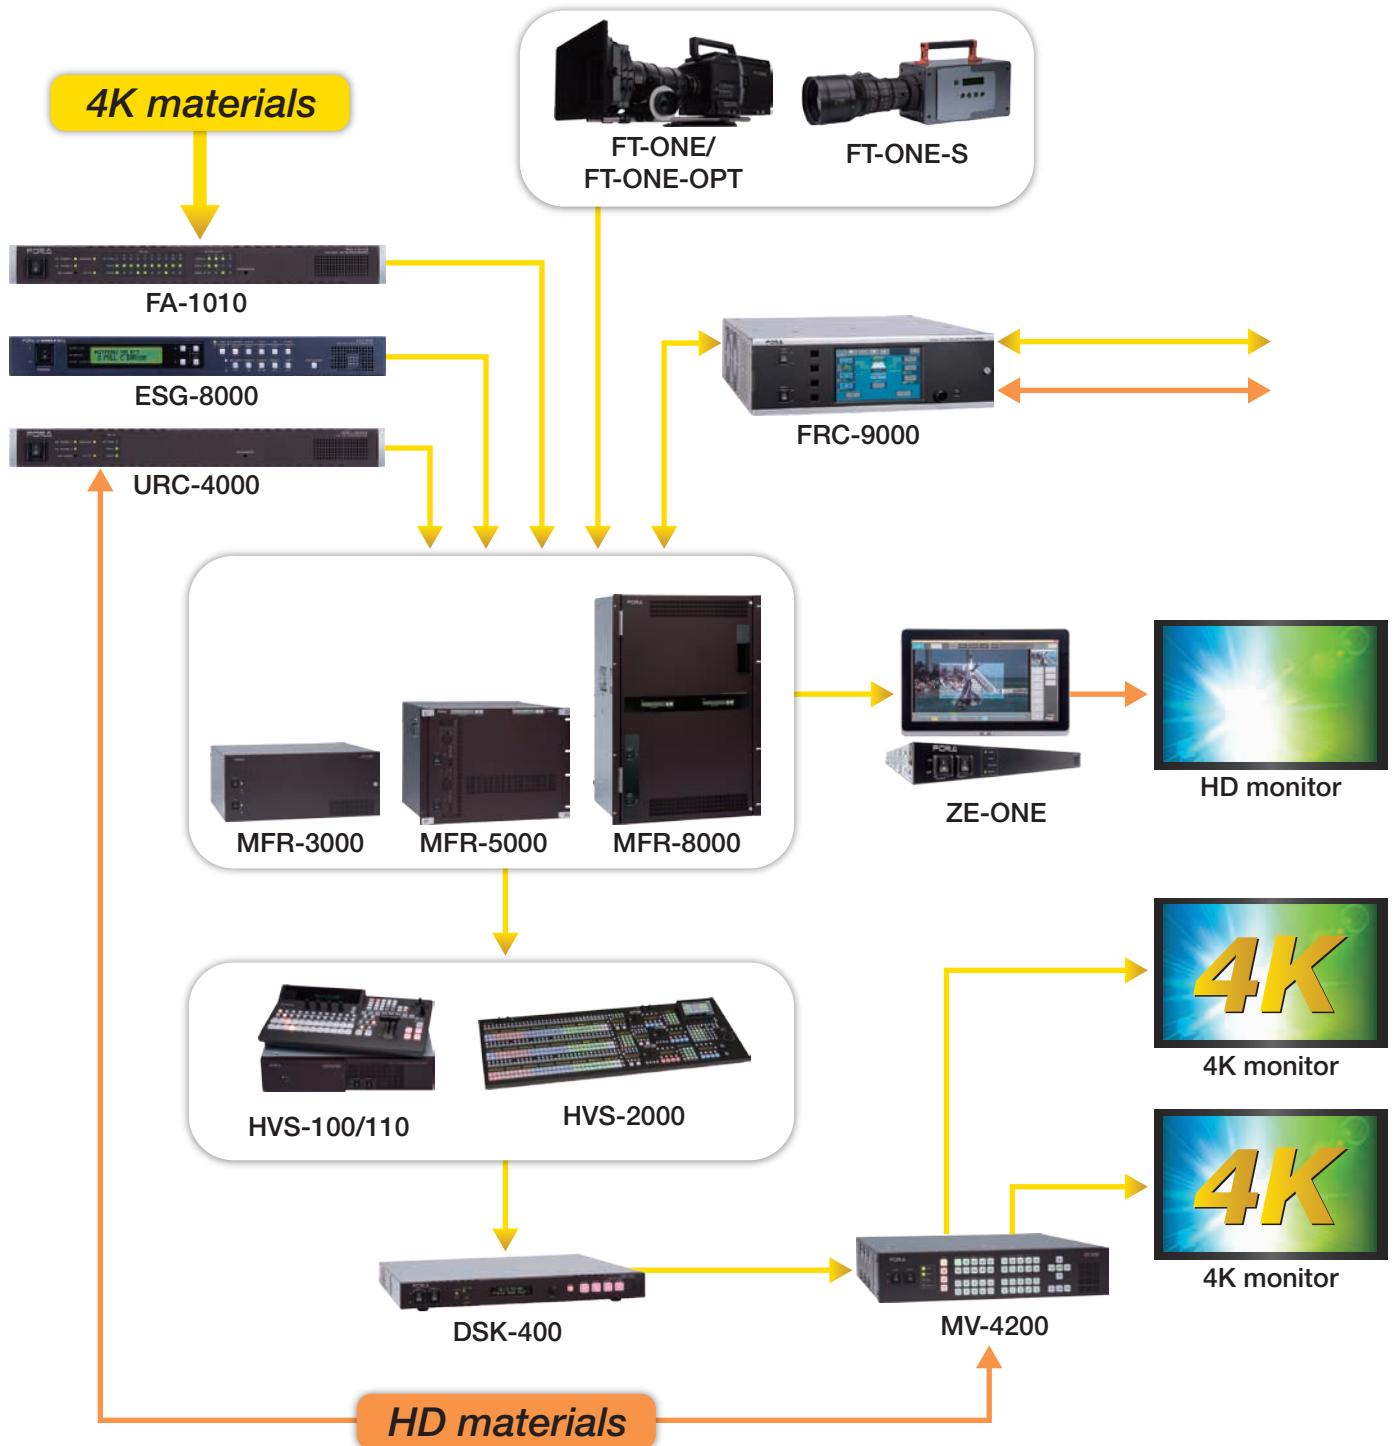 4K materials
FT-ONE/
FT-ONE-OPT
FT-ONE-S
FA-1010
ESG-8000
URC-4000
FRC-9000
MFR-3000
MFR-5000
MFR-8000
ZE-ONE
HD monitor
4K
4K monitor
HVS-100/110
HVS-2000
4K
4K monitor
DSK-400
MV-4200
HD materials